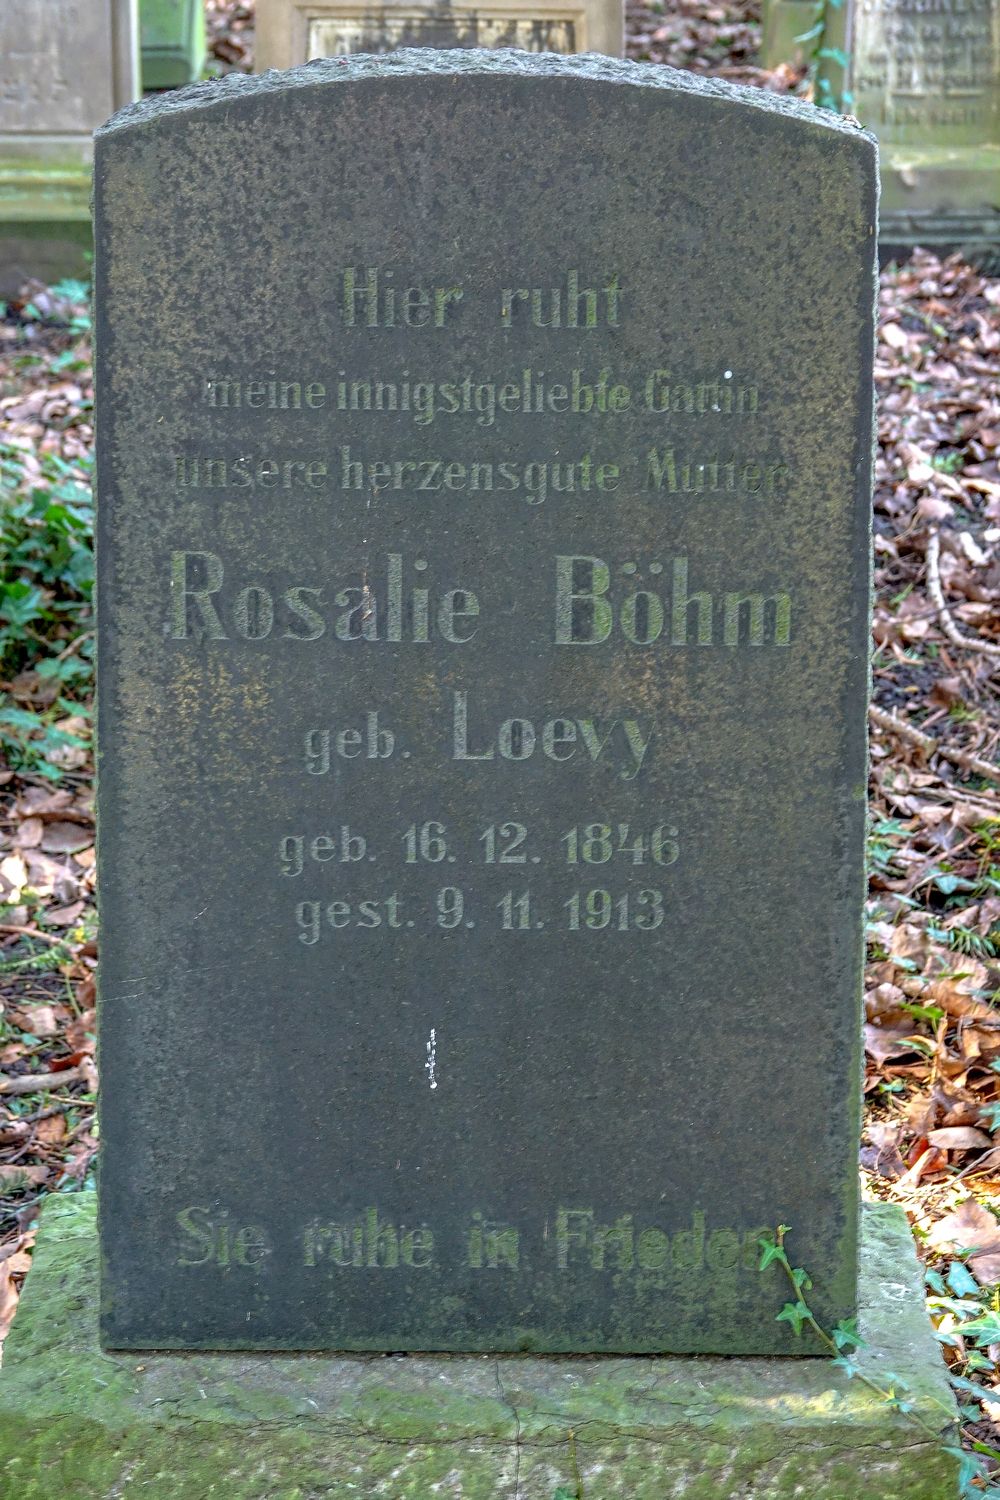 Hier ruht
meine innigstgeliebte Gattin
unsere herzensgute Mutter
Rosalie Böhm
geb. Loevy
geb. 16. 12. 1846
gest. 9. 11. 1913
Sie ruhe in Frieden